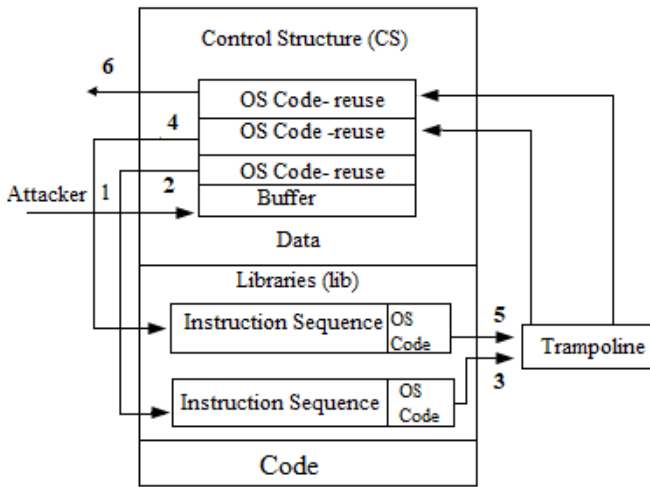 Control Structure (CS)
6
OS Code- reuse
4
OS Code -reuse
2
OS Code- reuse
Attacker
1
Buffer
Data
Libraries (lib)
Instruction Sequence
OS
Code
5
Trampoline
3
Instruction Sequence
OS
Code
Code